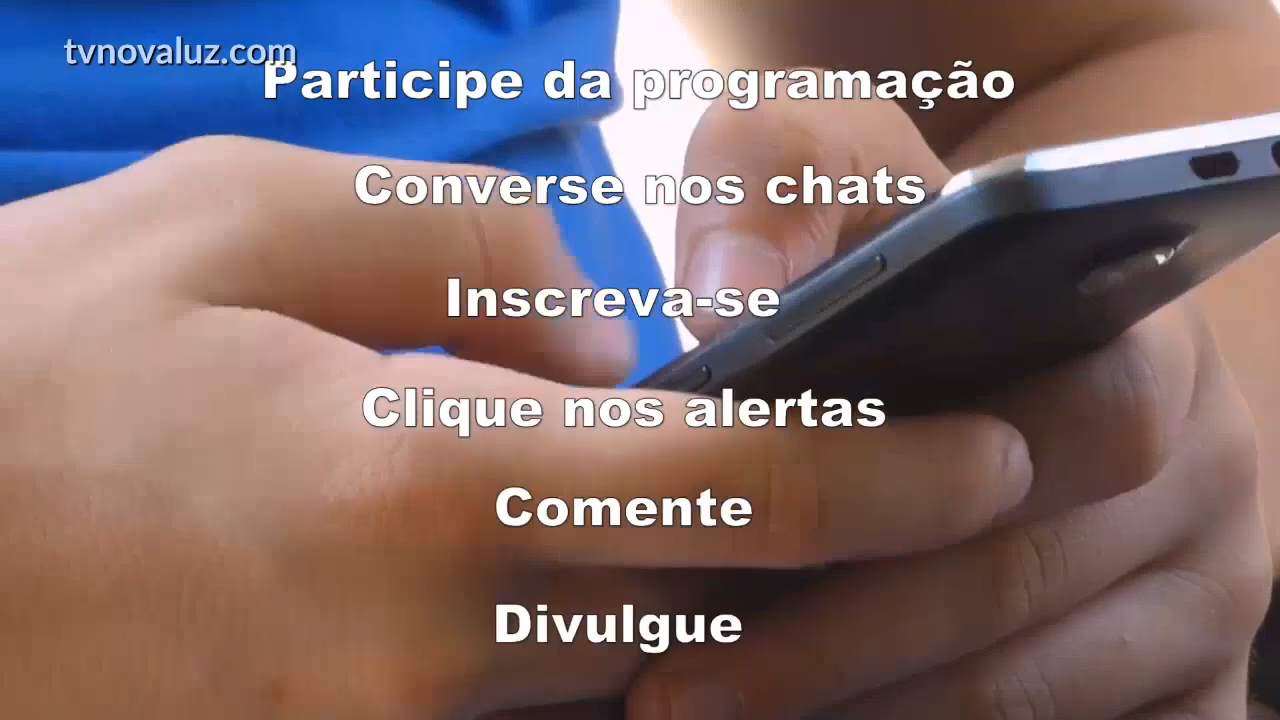 tvnovaluz.com
Participe da programação
Converse nos chats
Inscreva-se
Clique nos alertas
Comente
Divulgue